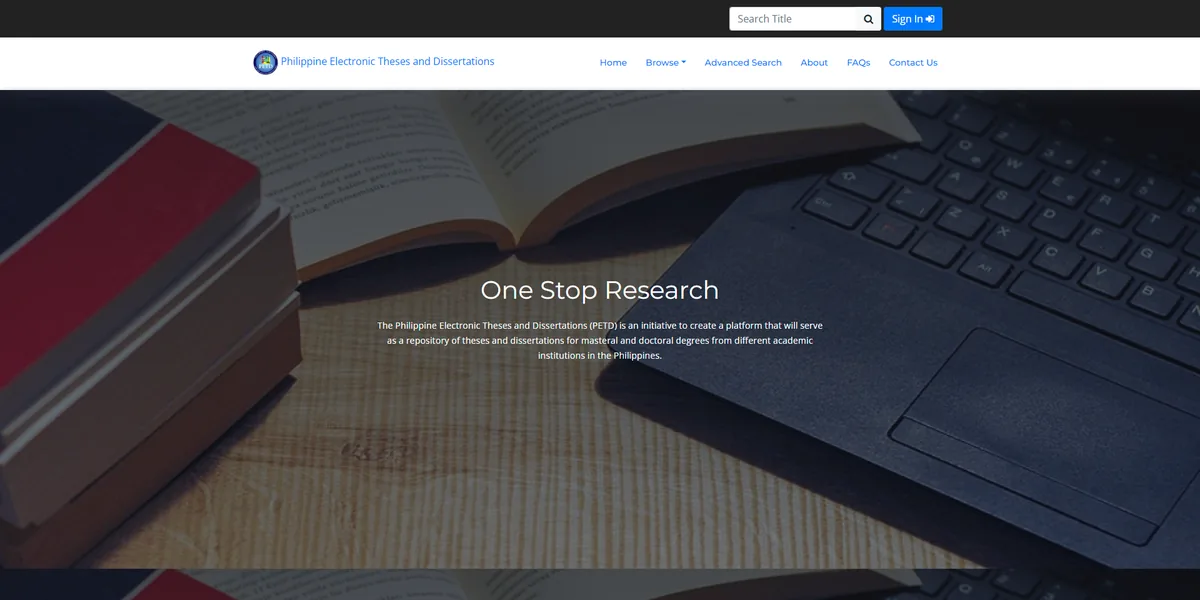 Search Title
Sign In
Philippine Electronic Theses and Dissertations
Home
Browse
Advanced Search
About
FAQs
Contact Us
One Stop Research
The Philippine Electronic Theses and Dissertations (PETD) is an initiative to create a platform that will serve
as a repository of theses and dissertations for masteral and doctoral degrees from different academic
institutions in the Philippines.